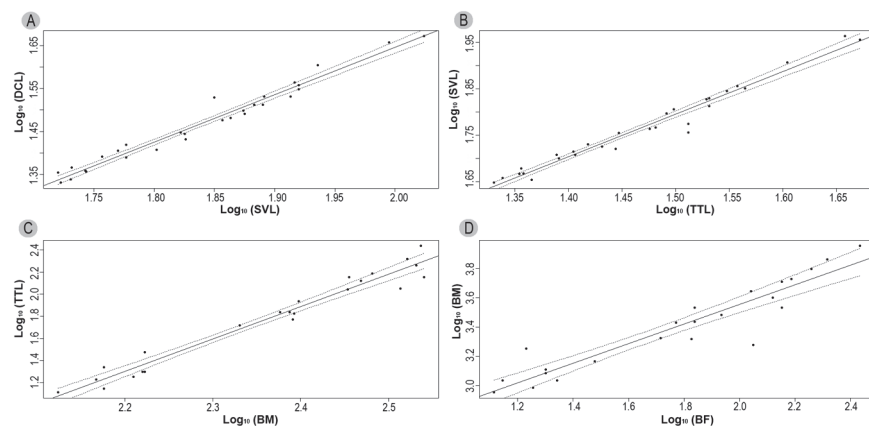 A
B
Log₁₀ (DCL)
1.35 1.45 1.55 1.65
1.75 1.80 1.85 1.90 1.95 2.00
Log₁₀ (SVL)
Log₁₀ (SVL)
1.65 1.75 1.85 1.95
1.35 1.40 1.45 1.50 1.55 1.60 1.65
Log₁₀ (TTL)
C
D
Log₁₀ (TTL)
1.2 1.4 1.6 1.8 2.0 2.2 2.4
2.2 2.3 2.4 2.5
Log₁₀ (BM)
Log₁₀ (BM)
3.0 3.2 3.4 3.6 3.8
1.2 1.4 1.6 1.8 2.0 2.2 2.4
Log₁₀ (BF)